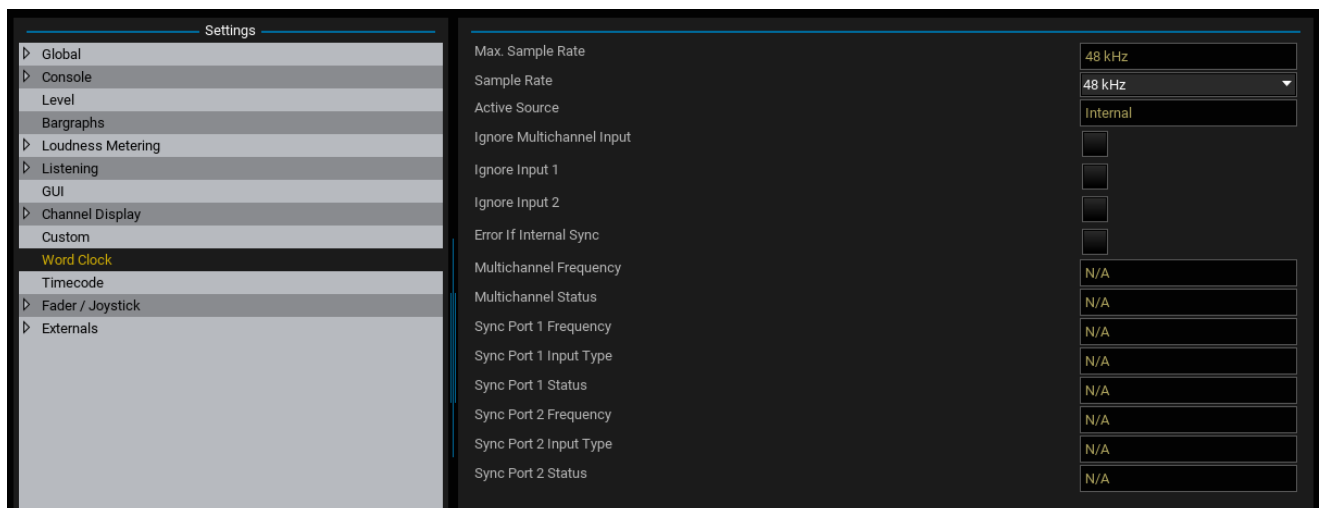 Settings
Global
Console
Level
Bargraphs
Loudness Metering
Listening
GUI
Channel Display
Custom
Word Clock
Timecode
Fader / Joystick
Externals
Max. Sample Rate 48 kHz
Sample Rate 48 kHz
Active Source Internal
Ignore Multichannel Input
Ignore Input 1
Ignore Input 2
Error If Internal Sync
Multichannel Frequency N/A
Multichannel Status N/A
Sync Port 1 Frequency N/A
Sync Port 1 Input Type N/A
Sync Port 1 Status N/A
Sync Port 2 Frequency N/A
Sync Port 2 Input Type N/A
Sync Port 2 Status N/A